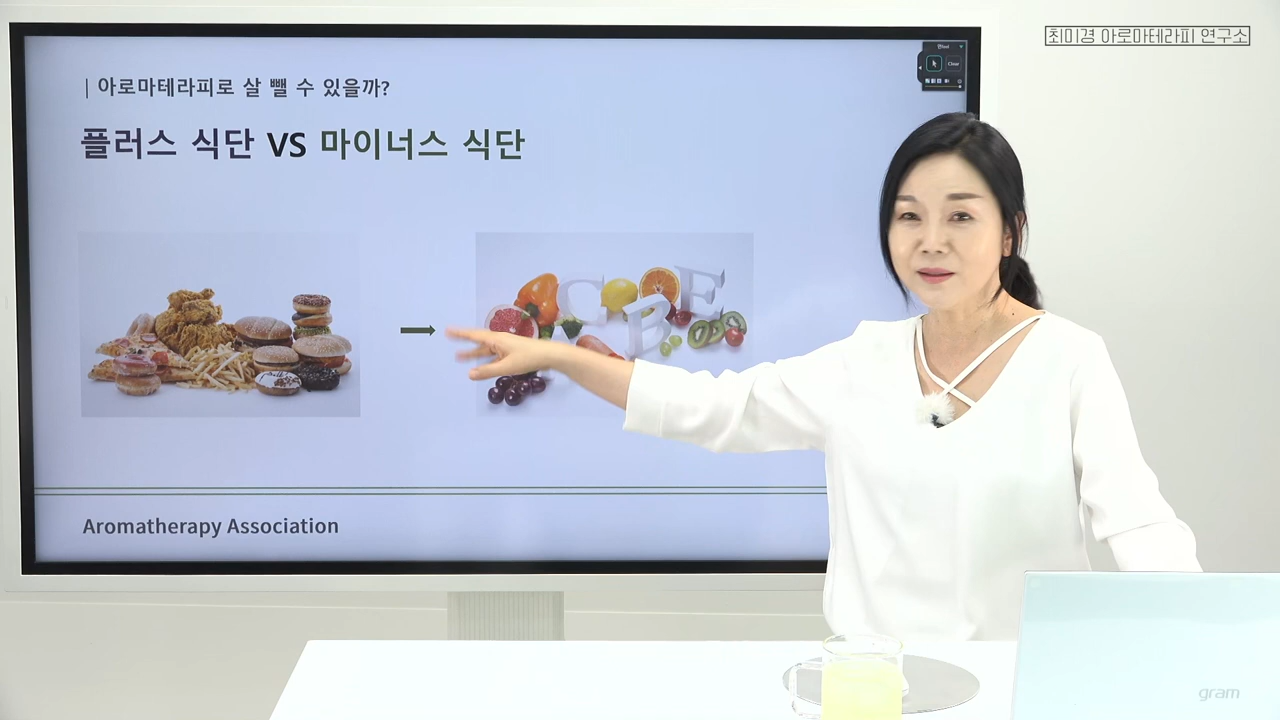 최미경 아로마테라피 연구소
| 아로마테라피로 살 뺄 수 있을까?
플러스 식단 VS 마이너스 식단
Clear
C
B
E
Aromatherapy Association
gram